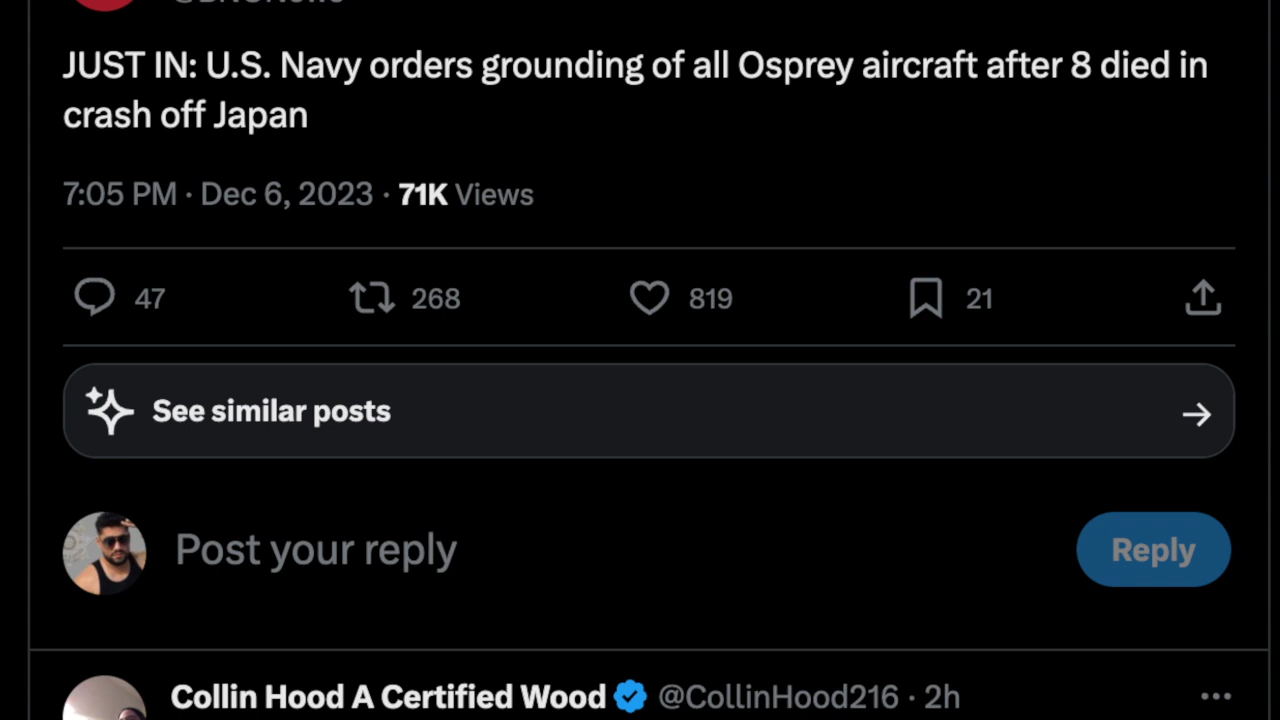 JUST IN: U.S. Navy orders grounding of all Osprey aircraft after 8 died in
crash off Japan
7:05 PM · Dec 6, 2023 · 71K Views
47 268 819 21
See similar posts
Post your reply Reply
Collin Hood A Certified Wood @CollinHood216 · 2h